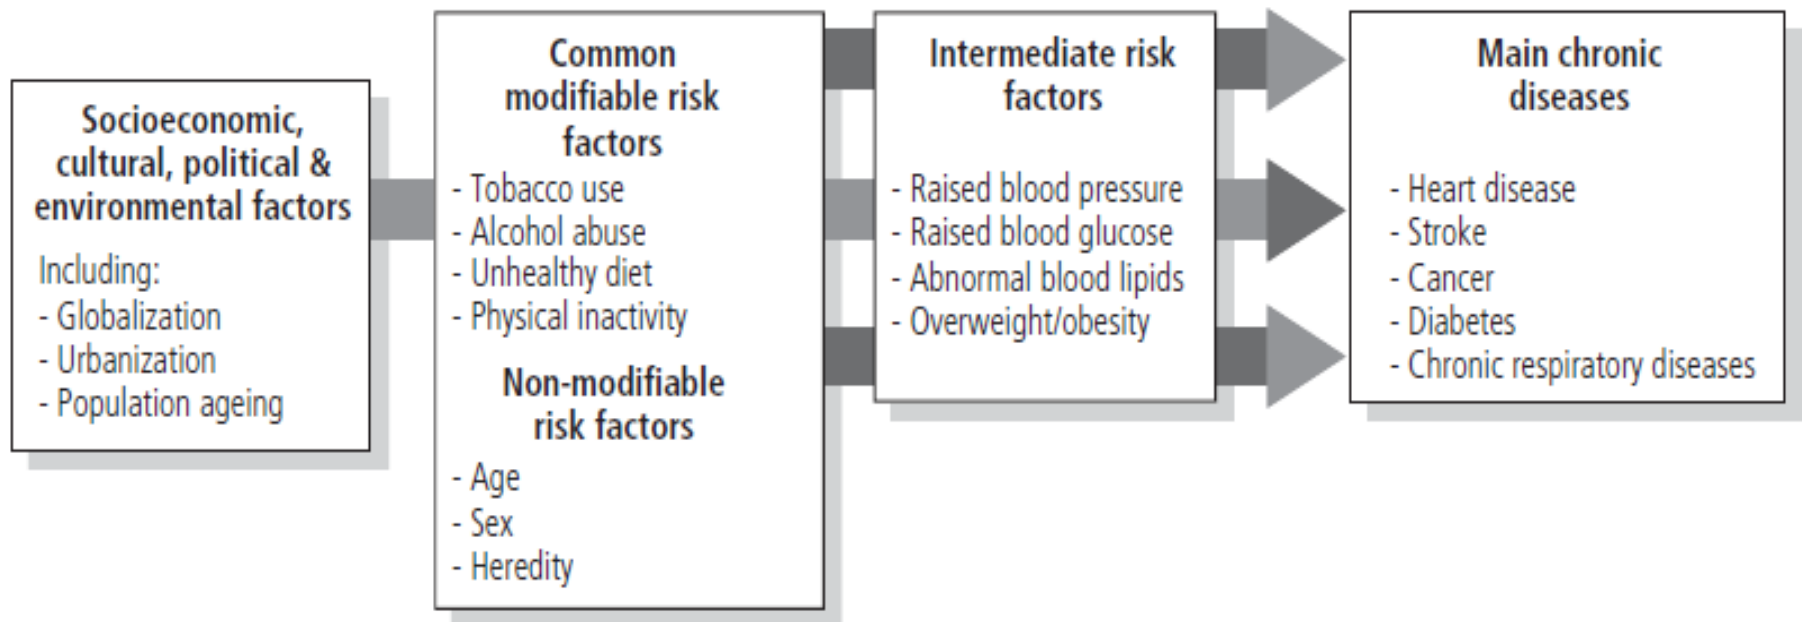 Socioeconomic,
cultural, political &
environmental factors
Including:
- Globalization
- Urbanization
- Population ageing
Common
modifiable risk
factors
- Tobacco use
- Alcohol abuse
- Unhealthy diet
- Physical inactivity
Non-modifiable
risk factors
- Age
- Sex
- Heredity
Intermediate risk
factors
- Raised blood pressure
- Raised blood glucose
- Abnormal blood lipids
- Overweight/obesity
Main chronic
diseases
- Heart disease
- Stroke
- Cancer
- Diabetes
- Chronic respiratory diseases